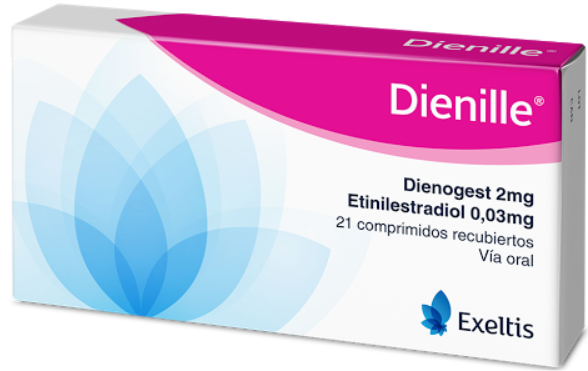 Dienille®
Dienille®
Dienogest 2mg
Etinilestradiol 0,03mg
21 comprimidos recubiertos
Vía oral
Exeltis